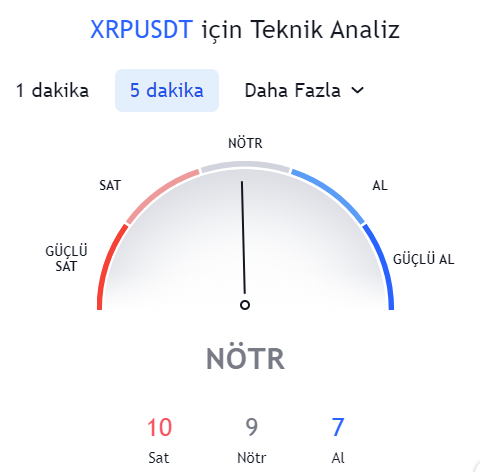 XRPUSDT için Teknik Analiz
1 dakika 5 dakika Daha Fazla
NÖTR
SAT AL
GÜÇLÜ
SAT
GÜÇLÜ AL
NÖTR
10 9 7
Sat Nötr Al